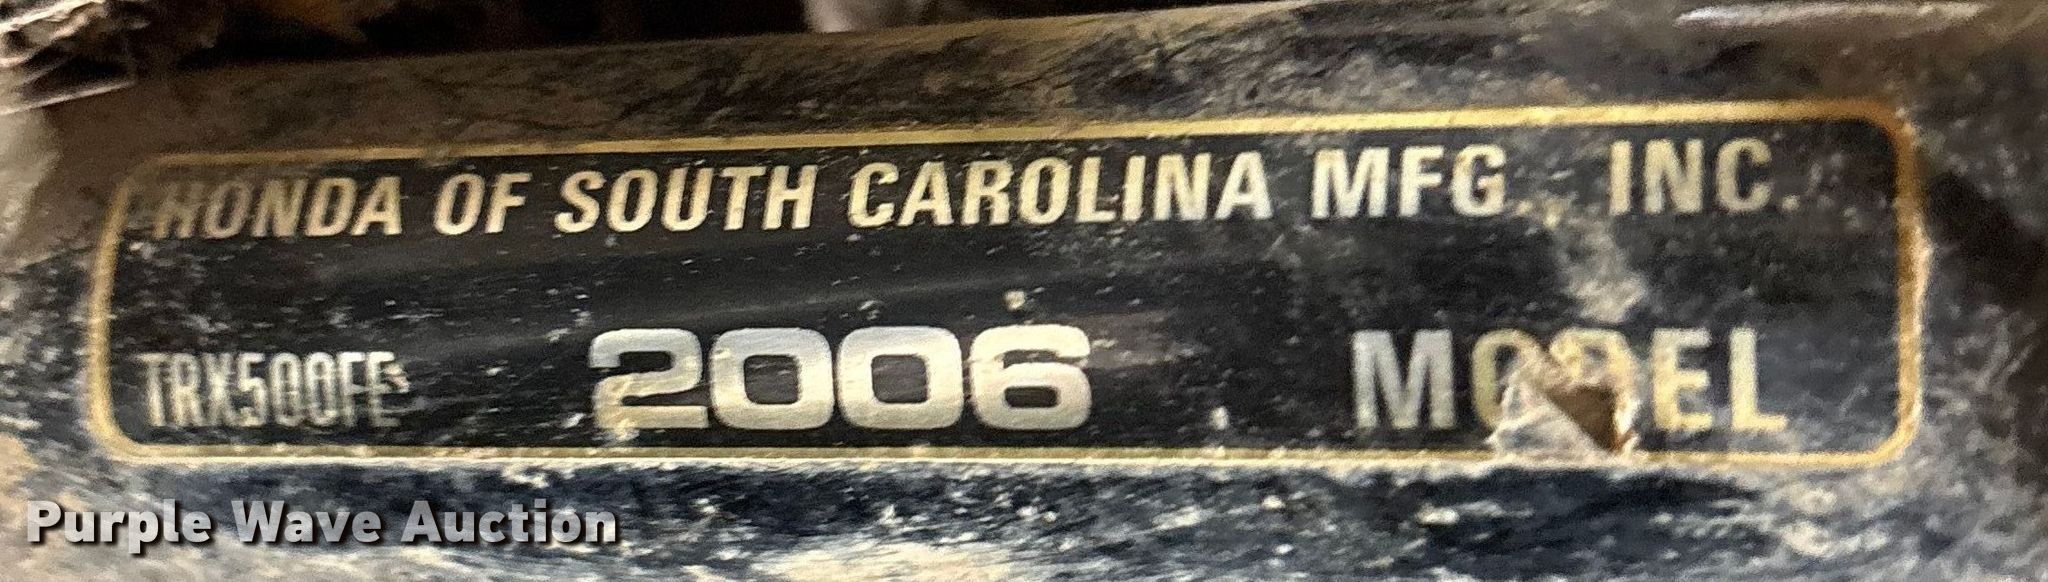 HONDA OF SOUTH CAROLINA MFG. INC.
TRX500FE 2006 MODEL
Purple Wave Auction